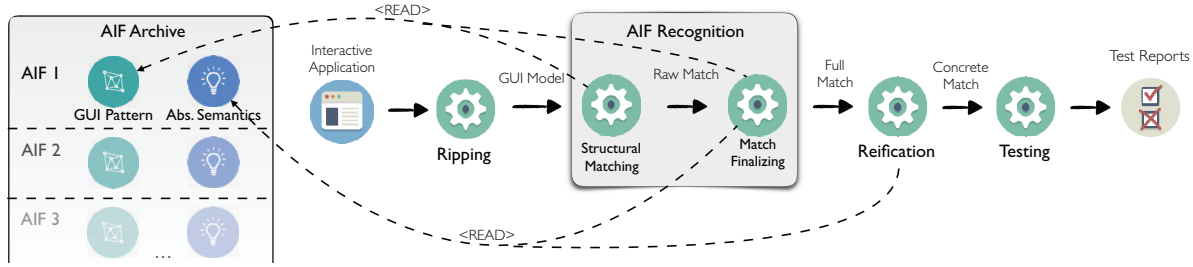 <READ>
AIF Archive
AIF 1
GUI Pattern
Abs. Semantics
AIF 2
AIF 3
...
Interactive
Application
Ripping
GUI Model
AIF Recognition
Structural
Matching
Raw Match
Match
Finalizing
Full
Match
Reification
Concrete
Match
Testing
Test Reports
<READ>